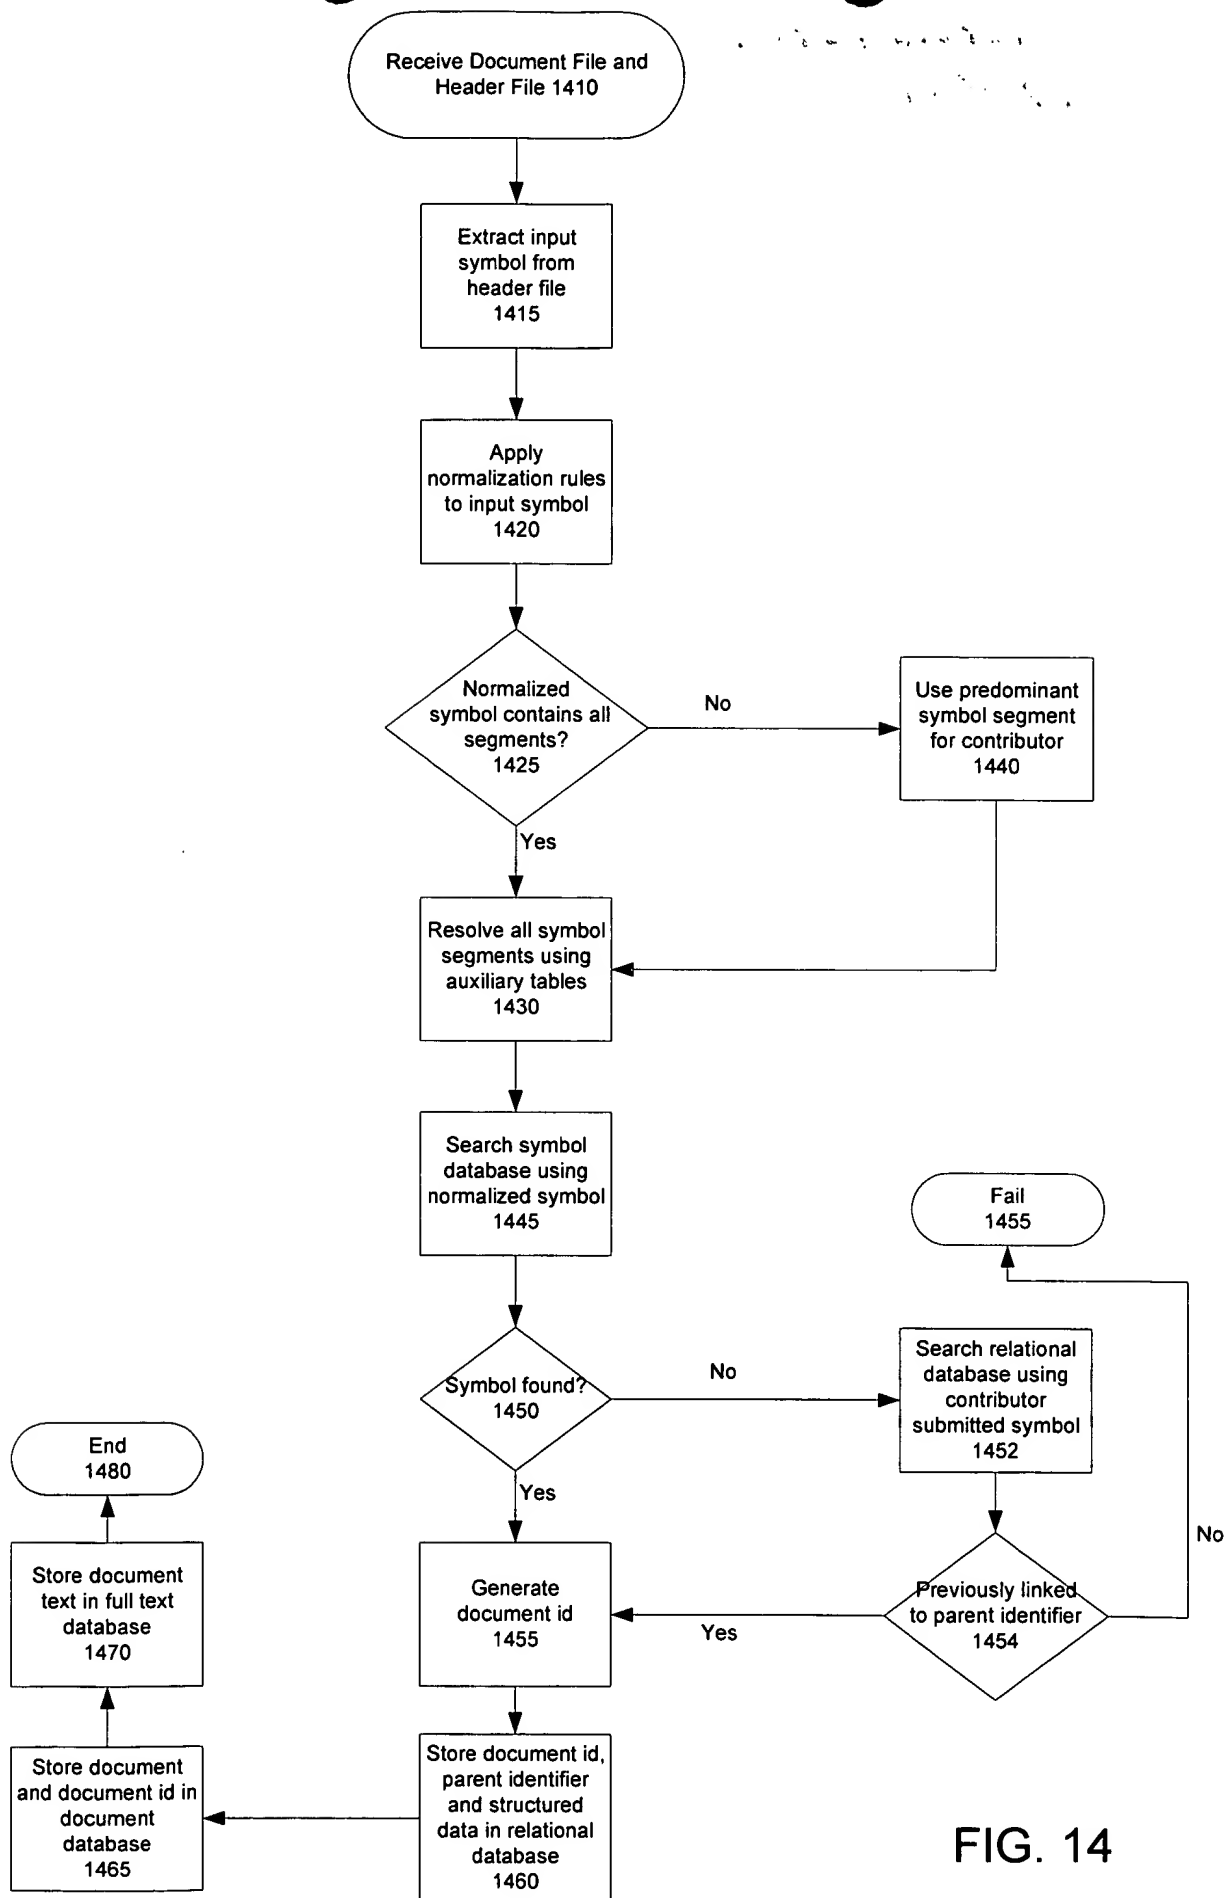 Receive Document File and
Header File 1410
Extract input
symbol from
header file
1415
Apply
normalization rules
to input symbol
1420
Normalized
symbol contains all
segments?
1425
No
Use predominant
symbol segment
for contributor
1440
Yes
Resolve all symbol
segments using
auxiliary tables
1430
Search symbol
database using
normalized symbol
1445
Fail
1455
Symbol found?
1450
No
Search relational
database using
contributor
submitted symbol
1452
Yes
Previously linked
to parent identifier
1454
No
Yes
Generate
document id
1455
Store document id,
parent identifier
and structured
data in relational
database
1460
Store document
and document id in
document
database
1465
Store document
text in full text
database
1470
End
1480
FIG. 14